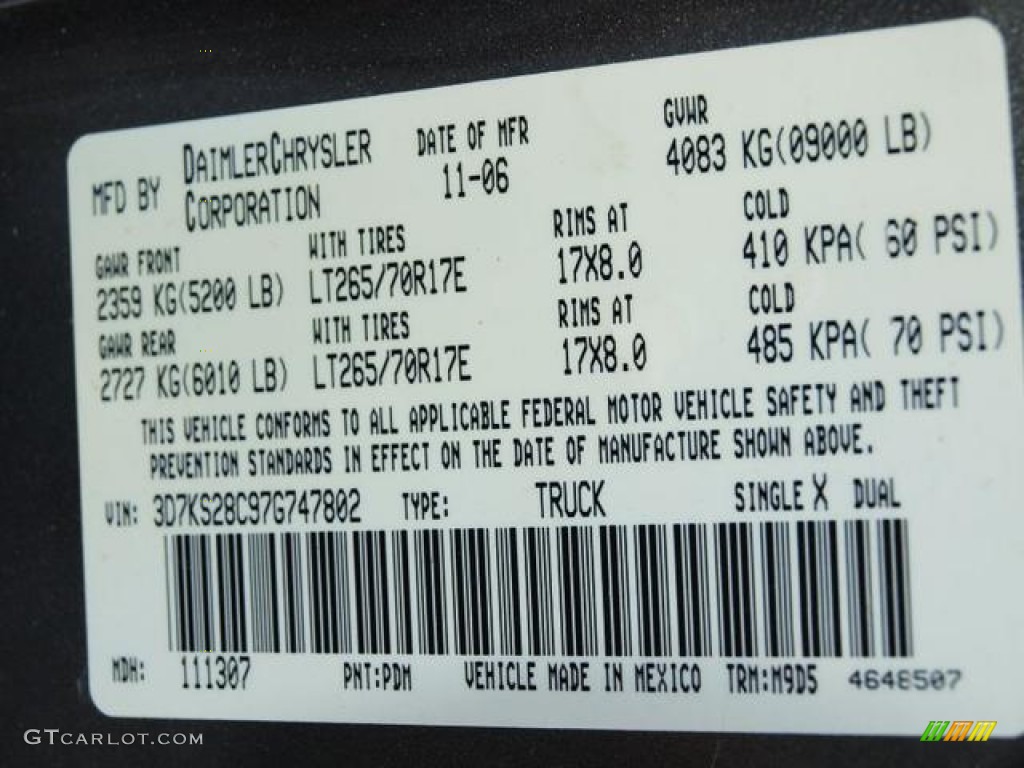 MFD BY DAIMLERCHRYSLER CORPORATION DATE OF MFR 11-06 GVWR 4083 KG(09000 LB)
GAWR FRONT WITH TIRES RIMS AT COLD
2359 KG(5200 LB) LT265/70R17E 17X8.0 410 KPA( 60 PSI)
GAWR REAR WITH TIRES RIMS AT COLD
2727 KG(6010 LB) LT265/70R17E 17X8.0 485 KPA( 70 PSI)
THIS VEHICLE CONFORMS TO ALL APPLICABLE FEDERAL MOTOR VEHICLE SAFETY AND THEFT
PREVENTION STANDARDS IN EFFECT ON THE DATE OF MANUFACTURE SHOWN ABOVE.
VIN: 3D7KS28C97G747802 TYPE: TRUCK SINGLE X DUAL
MDH: 111307 PNT:PDM VEHICLE MADE IN MEXICO TRM:M9D5 4648507
GTCARLOT.COM